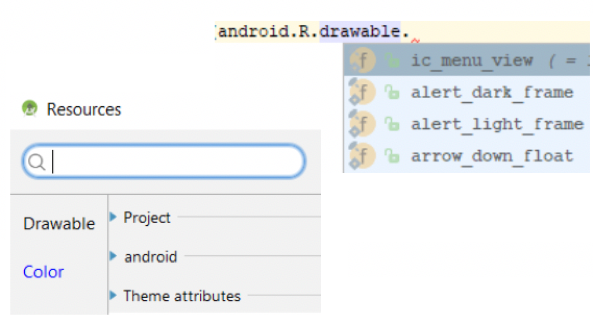 android.R.drawable.
ic_menu_view ( =
alert_dark_frame
alert_light_frame
arrow_down_float
Resources
Drawable
Color
Project
android
Theme attributes